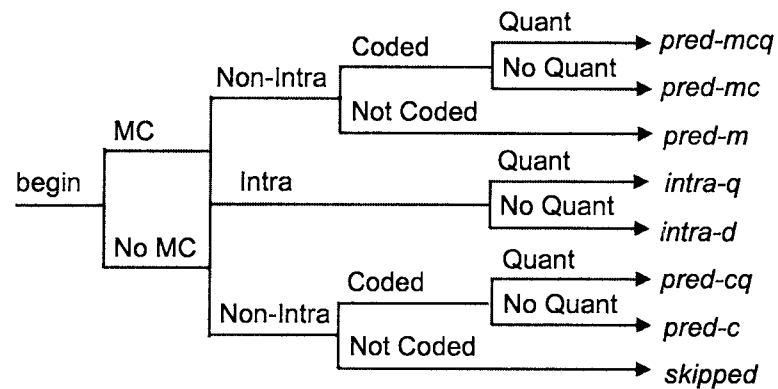 Quant
Coded
pred-mcq
No Quant
Non-Intra
pred-mc
Not Coded
MC
pred-m
Quant
begin
Intra
intra-q
No Quant
No MC
intra-d
Quant
Coded
pred-cq
No Quant
Non-Intra
pred-c
Not Coded
skipped